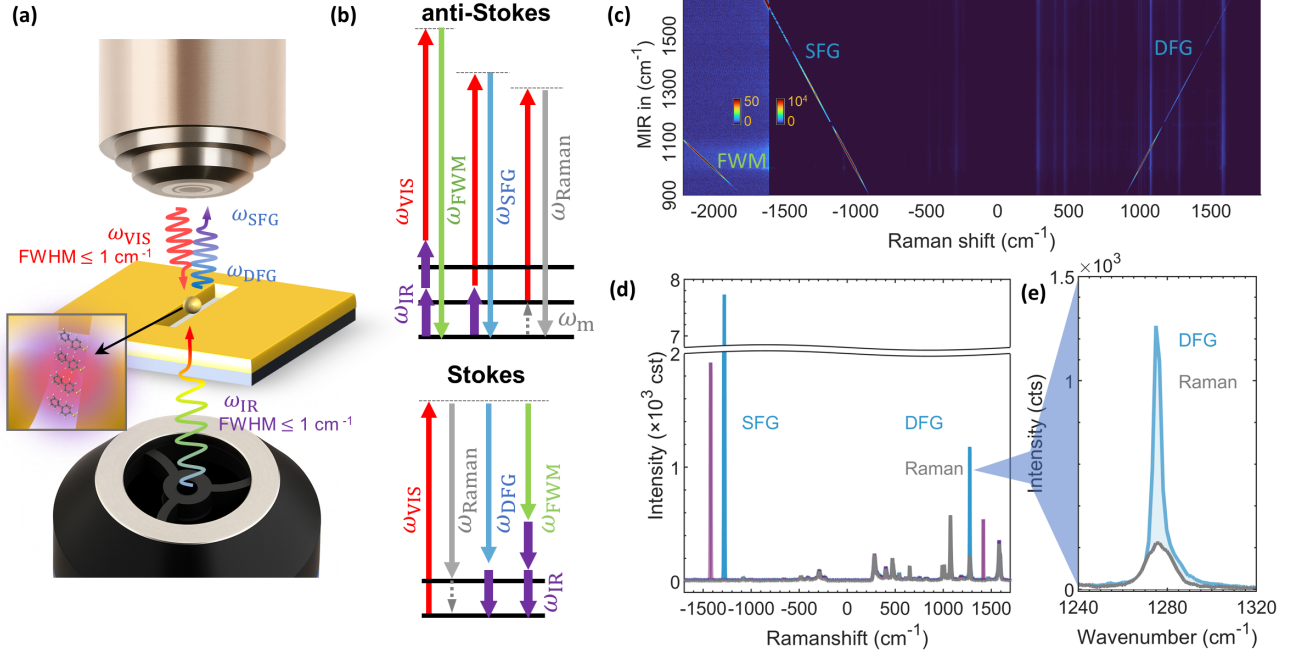 (a)
ω_SFG
ω_VIS
FWHM ≤ 1 cm⁻¹
ω_DFG
ω_IR
FWHM ≤ 1 cm⁻¹
(b)
anti-Stokes
ω_VIS
ω_FWM
ω_SFG
ω_Raman
ω_IR
ω_m
Stokes
ω_VIS
ω_Raman
ω_DFG
ω_FWM
ω_IR
(c)
MIR in (cm⁻¹)
1500
1300
1100
900
SFG
DFG
FWM
50
0
10⁴
0
-2000 -1500 -1000 -500 0 500 1000 1500
Raman shift (cm⁻¹)
(d)
Intensity (×10³ cst)
8
7
2
1
0
SFG
DFG
Raman
-1500 -1000 -500 0 500 1000 1500
Ramanshift (cm⁻¹)
(e)
×10³
Intensity (cts)
1.5
1
0
DFG
Raman
1240 1280 1320
Wavenumber (cm⁻¹)